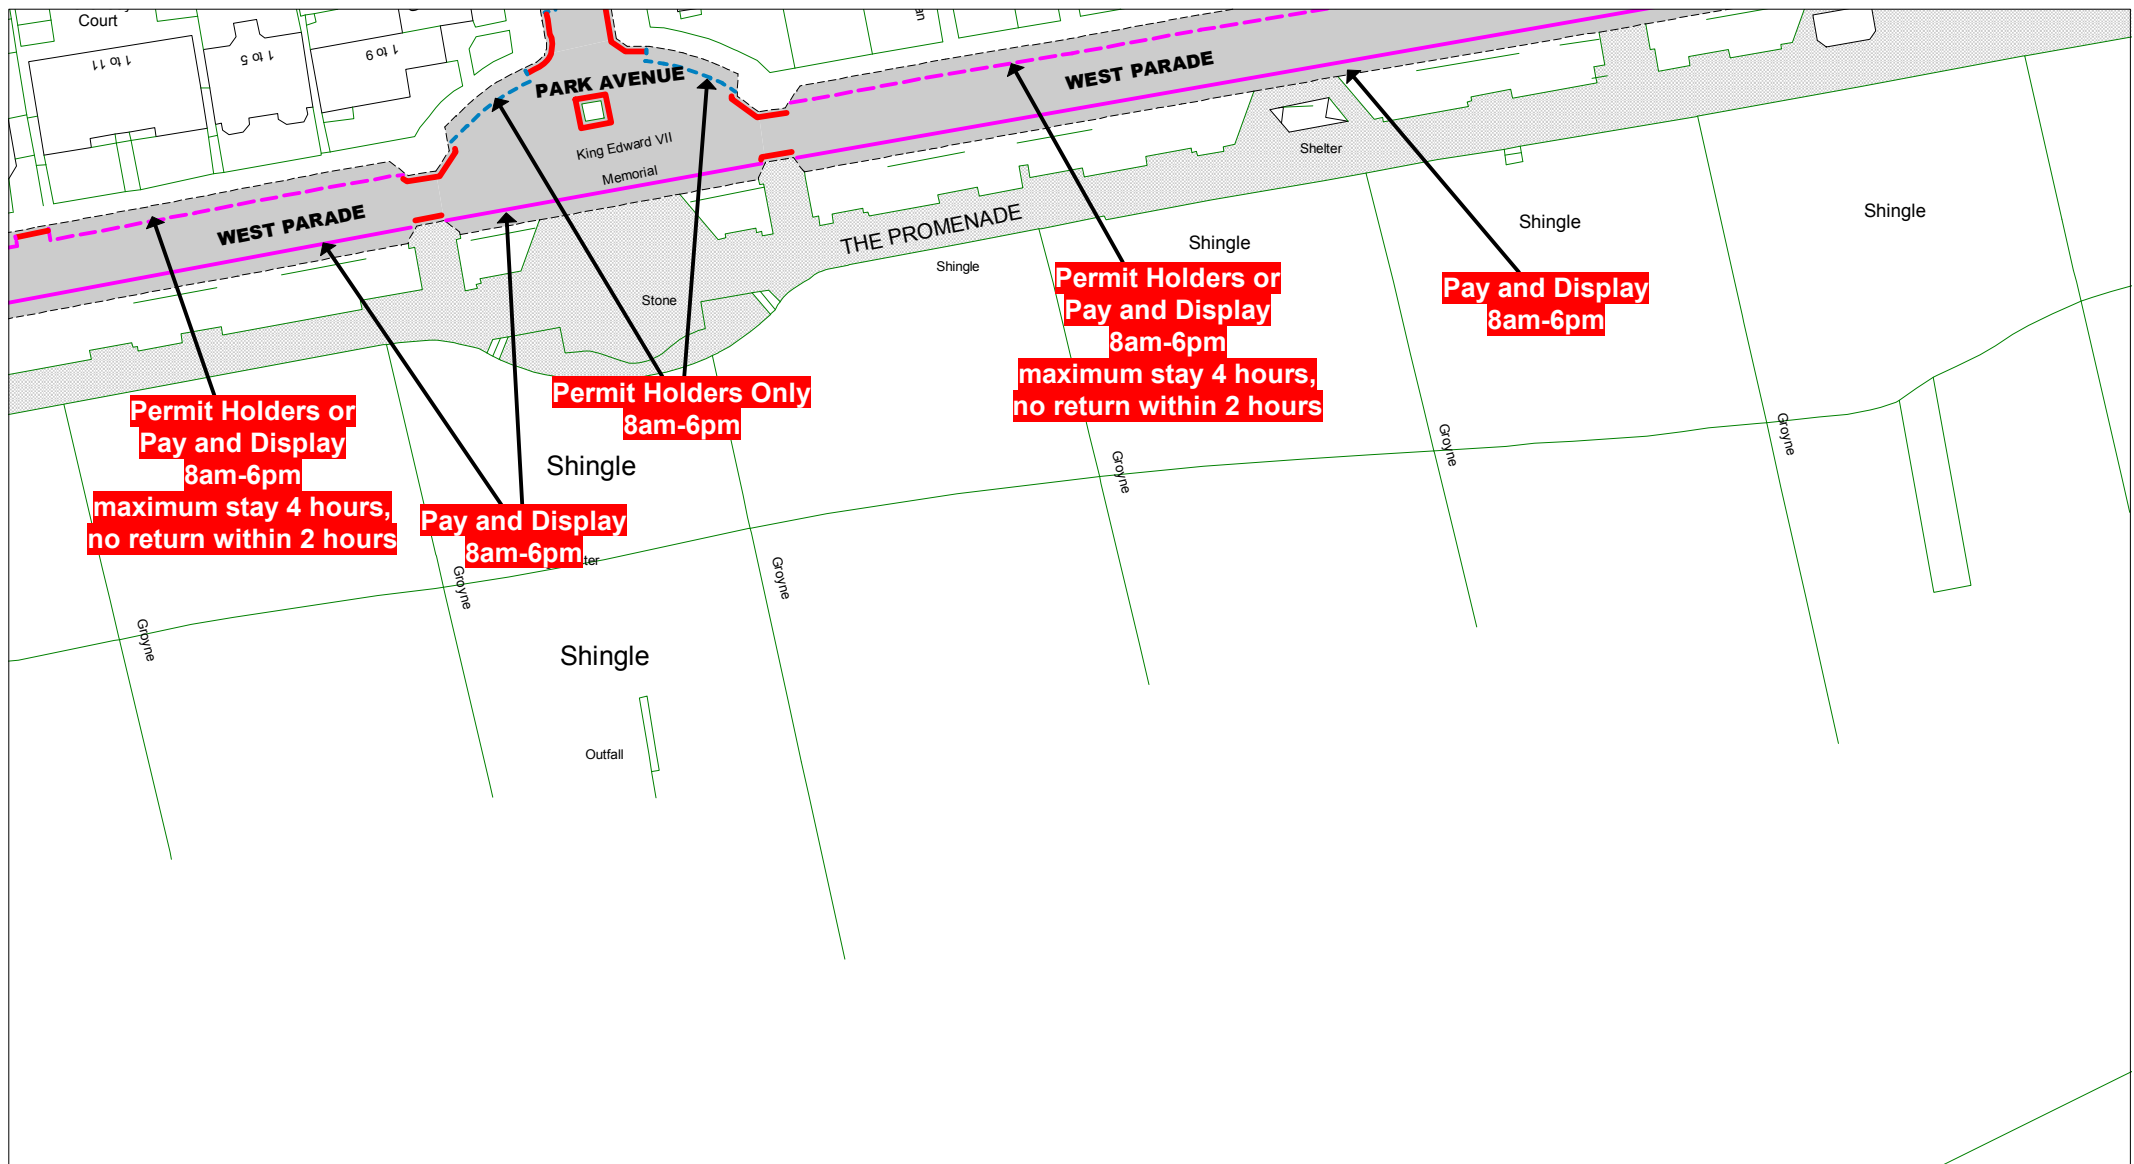 Court
1 to 11
1 to 5
1 to 9
PARK AVENUE
King Edward VII
Memorial
WEST PARADE
WEST PARADE
THE PROMENADE
Shelter
Shingle
Shingle
Shingle
Shingle
Stone
Permit Holders or
Pay and Display
8am-6pm
maximum stay 4 hours,
no return within 2 hours
Pay and Display
8am-6pm
Permit Holders Only
8am-6pm
Permit Holders or
Pay and Display
8am-6pm
maximum stay 4 hours,
no return within 2 hours
Pay and Display
8am-6pm
Shingle
Groyne
Groyne
Groyne
Groyne
Groyne
Groyne
Shingle
Outfall